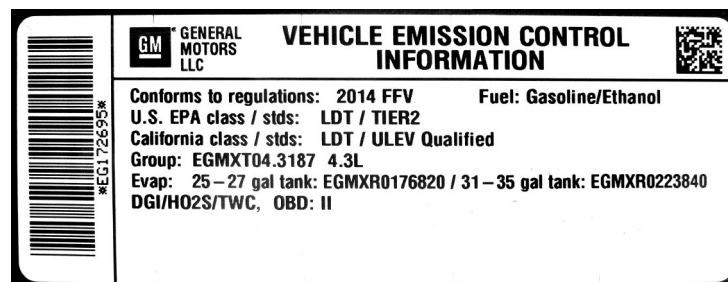 *EG172695*
GM
GENERAL
MOTORS
LLC
VEHICLE EMISSION CONTROL
INFORMATION
Conforms to regulations: 2014 FFV Fuel: Gasoline/Ethanol
U.S. EPA class / stds: LDT / TIER2
California class / stds: LDT / ULEV Qualified
Group: EGMXT04.3187 4.3L
Evap: 25–27 gal tank: EGMXR0176820 / 31–35 gal tank: EGMXR0223840
DGI/HO2S/TWC, OBD: II